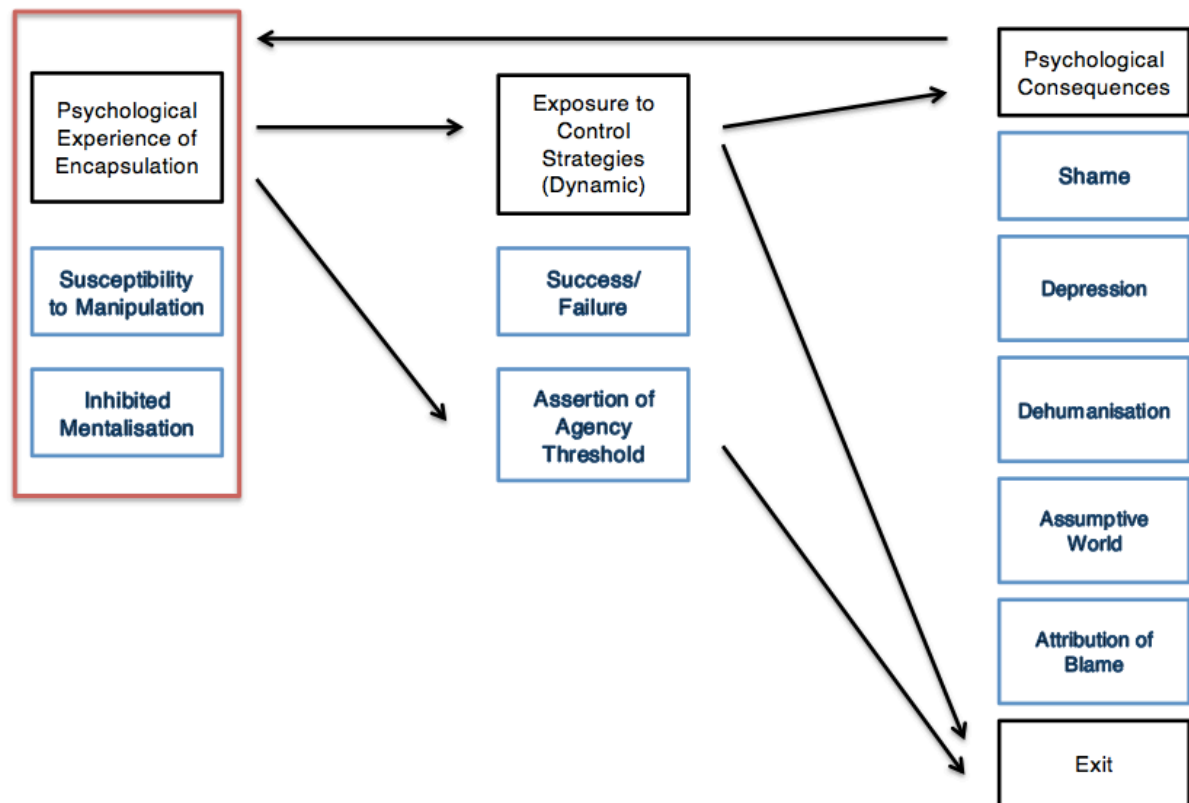 Psychological
Experience of
Encapsulation
Susceptibility
to Manipulation
Inhibited
Mentalisation
Exposure to
Control
Strategies
(Dynamic)
Success/
Failure
Assertion of
Agency
Threshold
Psychological
Consequences
Shame
Depression
Dehumanisation
Assumptive
World
Attribution of
Blame
Exit